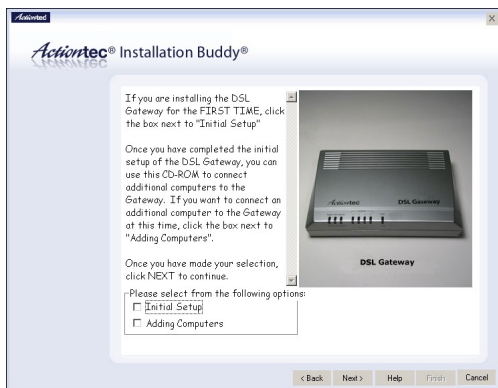 Actiontec
Actiontec® Installation Buddy®
If you are installing the DSL
Gateway for the FIRST TIME, click
the box next to "Initial Setup"
Once you have completed the initial
setup of the DSL Gateway, you can
use this CD-ROM to connect
additional computers to the
Gateway. If you want to connect an
additional computer to the Gateway
at this time, click the box next to
"Adding Computers".
Once you have made your selection,
click NEXT to continue.
Actiontec DSL Gateway
DSL Gateway
Please select from the following options:
Initial Setup
Adding Computers
< Back Next > Help Finish Cancel